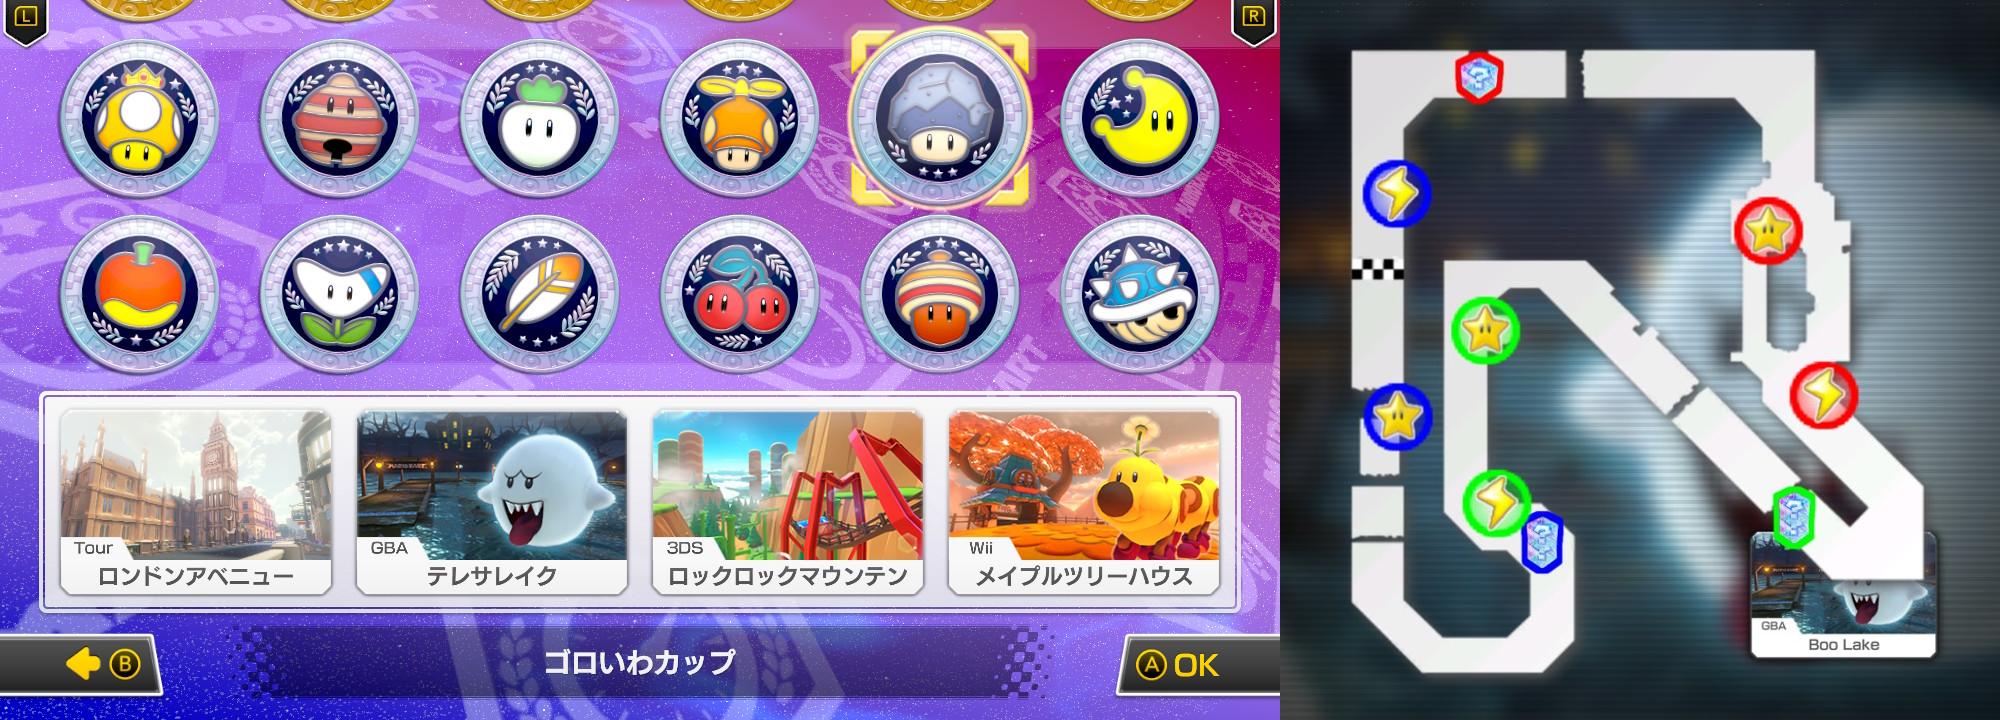 L
R
Tour
ロンドンアベニュー
GBA
テレサレイク
3DS
ロックロックマウンテン
Wii
メイプルツリーハウス
B
ゴロいわカップ
A OK
GBA
Boo Lake